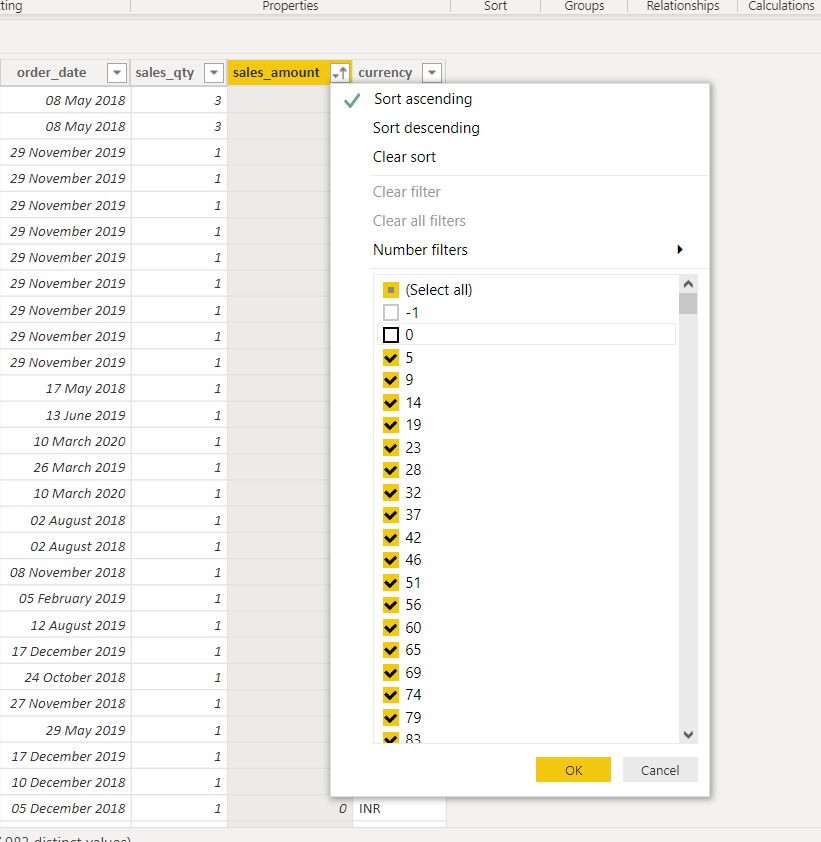 Properties Sort Groups Relationships Calculations
order_date sales_qty sales_amount currency
08 May 2018 3
08 May 2018 3
29 November 2019 1
29 November 2019 1
29 November 2019 1
29 November 2019 1
29 November 2019 1
29 November 2019 1
29 November 2019 1
29 November 2019 1
29 November 2019 1
17 May 2018 1
13 June 2019 1
10 March 2020 1
26 March 2019 1
10 March 2020 1
02 August 2018 1
02 August 2018 1
08 November 2018 1
05 February 2019 1
12 August 2019 1
17 December 2019 1
24 October 2018 1
27 November 2018 1
29 May 2019 1
17 December 2019 1
10 December 2018 1
05 December 2018 1 0 INR
Sort ascending
Sort descending
Clear sort
Clear filter
Clear all filters
Number filters
(Select all)
-1
0
5
9
14
19
23
28
32
37
42
46
51
56
60
65
69
74
79
83
OK Cancel
distinct values)